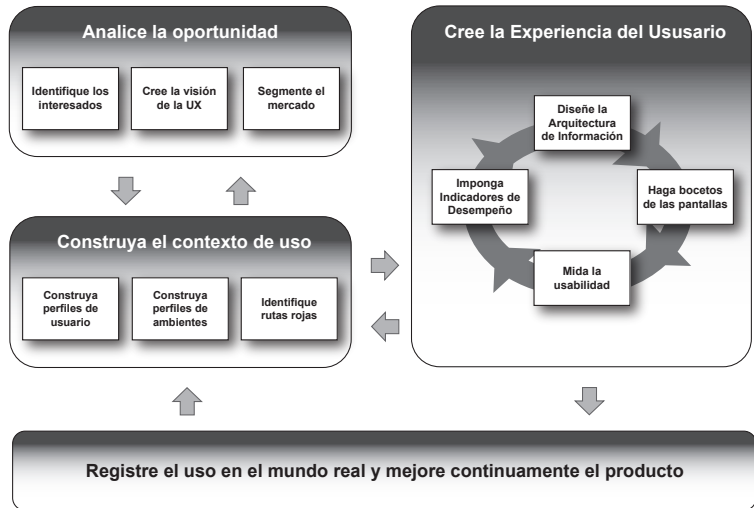 Analice la oportunidad
Identifique los
interesados
Cree la visión
de la UX
Segmente el
mercado
Construya el contexto de uso
Construya
perfiles de
usuario
Construya
perfiles de
ambientes
Identifique
rutas rojas
Cree la Experiencia del Ususario
Diseñe la
Arquitectura
de Información
Imponga
Indicadores de
Desempeño
Haga bocetos
de las pantallas
Mida la
usabilidad
Registre el uso en el mundo real y mejore continuamente el producto